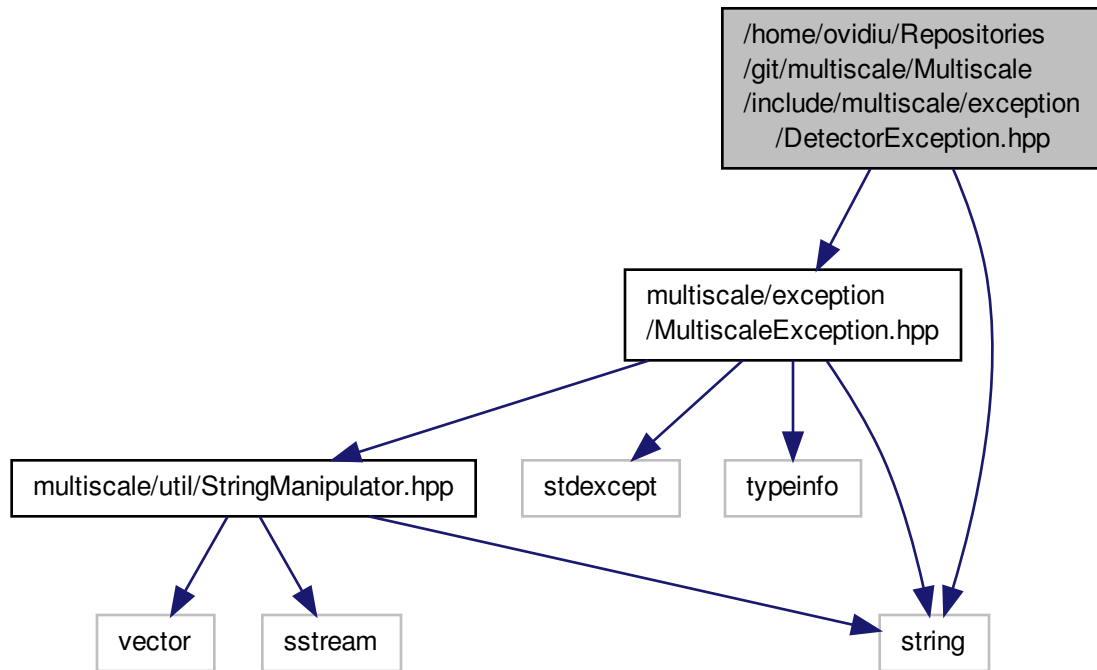 /home/ovidiu/Repositories
/git/multiscale/Multiscale
/include/multiscale/exception
/DetectorException.hpp
multiscale/exception
/MultiscaleException.hpp
multiscale/util/StringManipulator.hpp
stdexcept
typeinfo
vector
sstream
string